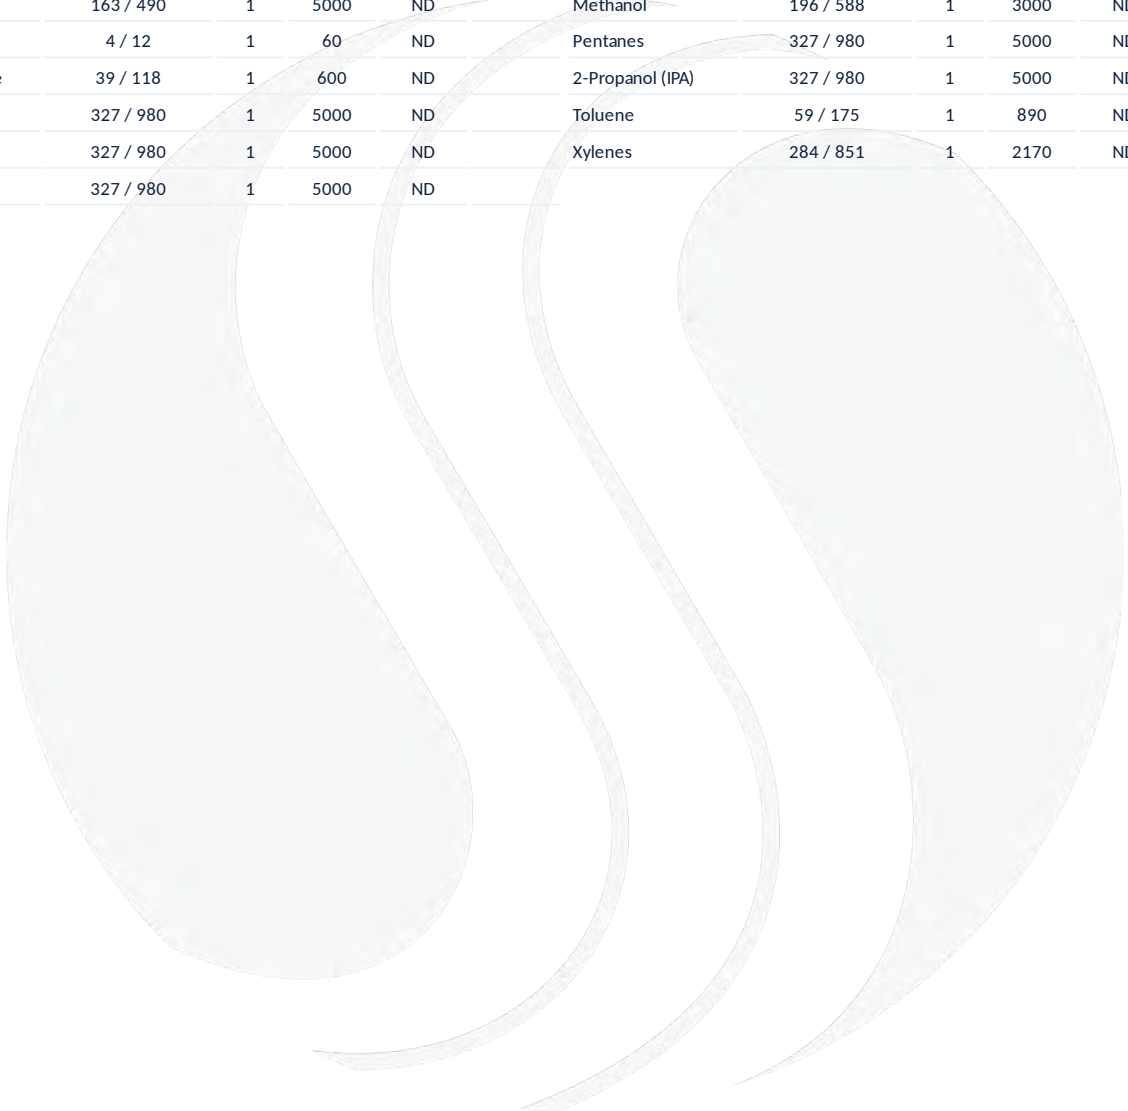 163 / 490 1 5000 ND Methanol 196 / 588 1 3000
4 / 12 1 60 ND Pentanes 327 / 980 1 5000
39 / 118 1 600 ND 2-Propanol (IPA) 327 / 980 1 5000
327 / 980 1 5000 ND Toluene 59 / 175 1 890
327 / 980 1 5000 ND Xylenes 284 / 851 1 2170
327 / 980 1 5000 ND